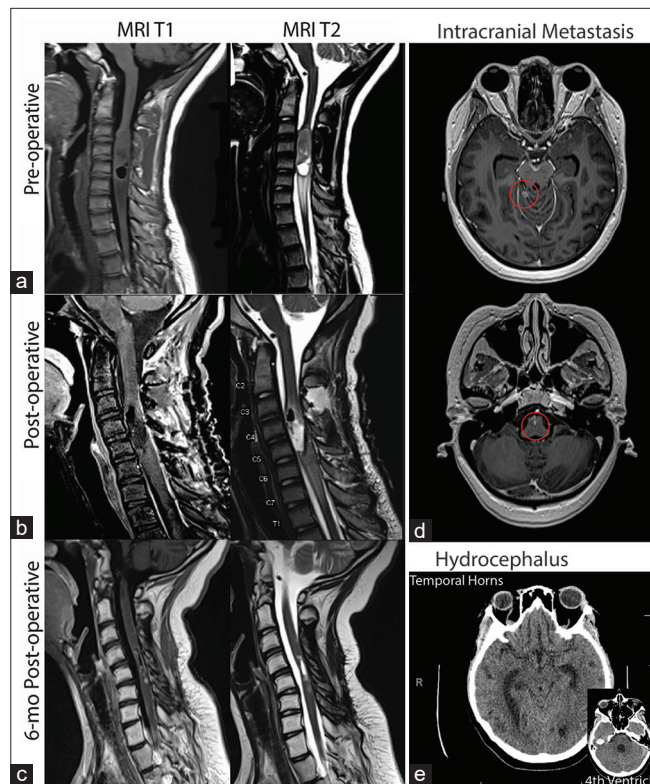 MRI T1
MRI T2
Intracranial Metastasis
Pre-operative
a
Post-operative
C2
C3
C4
C5
C6
C7
T1
b
d
6-mo Post-operative
c
Hydrocephalus
Temporal Horns
R
e
4th Ventric